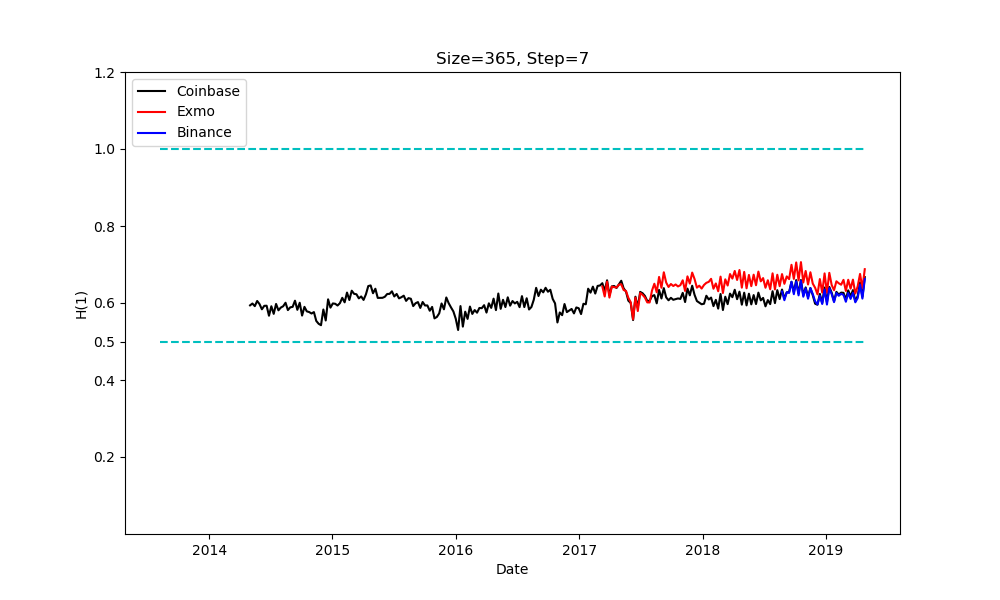 Size=365, Step=7
Coinbase
Exmo
Binance
1.2
1.0
0.8
0.6
0.5
0.4
0.2
H(1)
2014 2015 2016 2017 2018 2019
Date